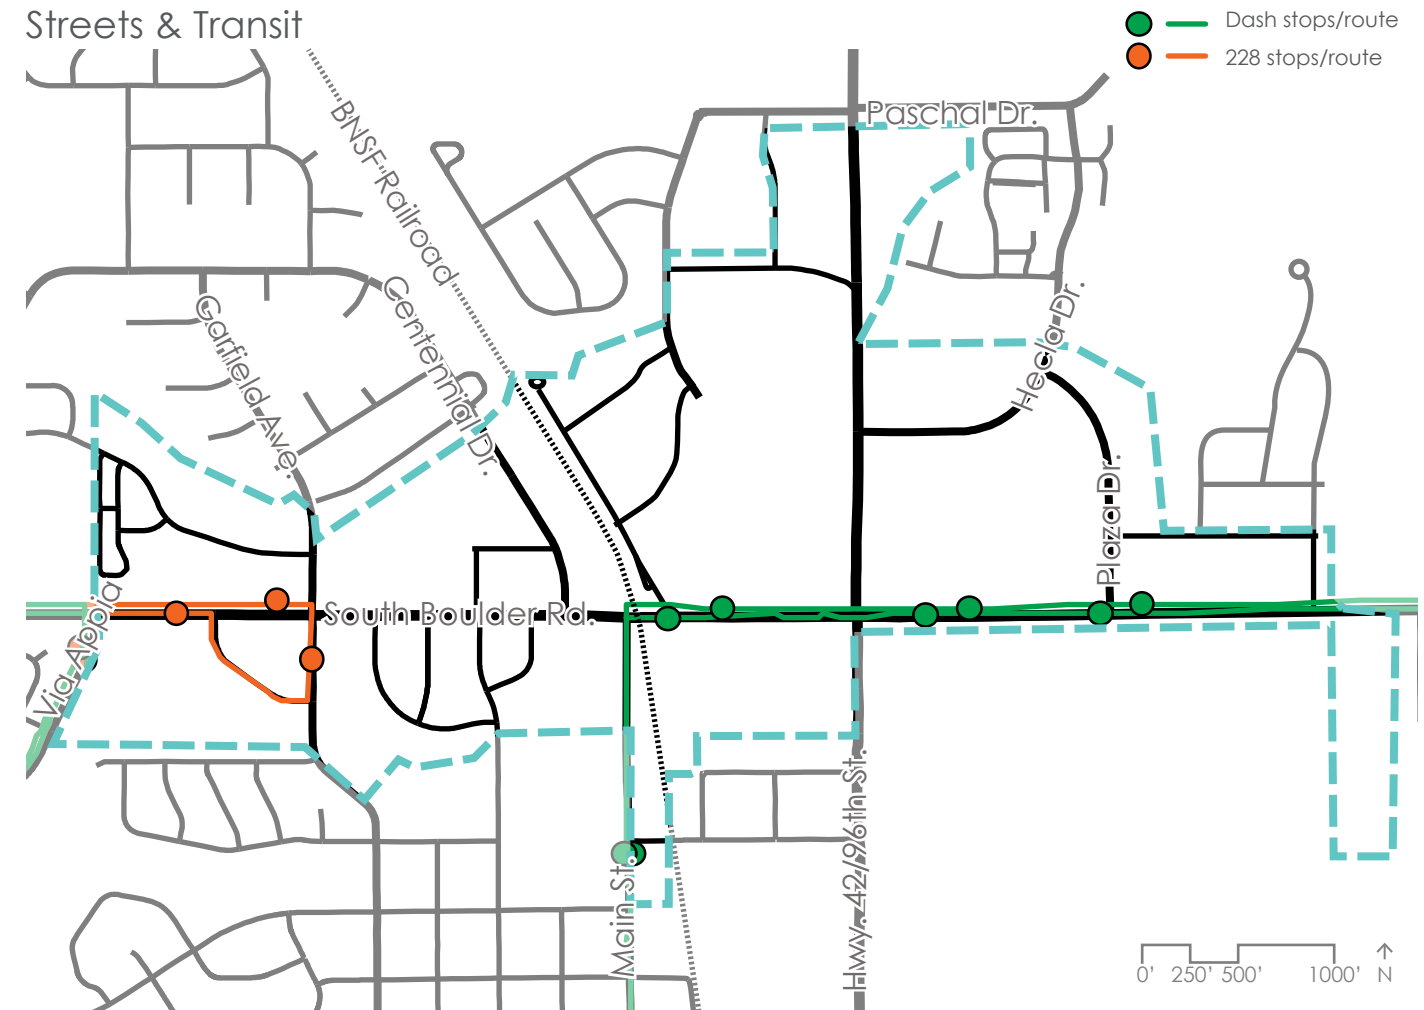 Streets & Transit
Dash stops/route
228 stops/route
Paschal Dr.
BNSF Railroad
Centennial Dr.
Garfield Ave.
Hecla Dr.
Plaza Dr.
South Boulder Rd.
Via Appia
Main St.
Hwy. 42/96th St.
0' 250' 500' 1000' N